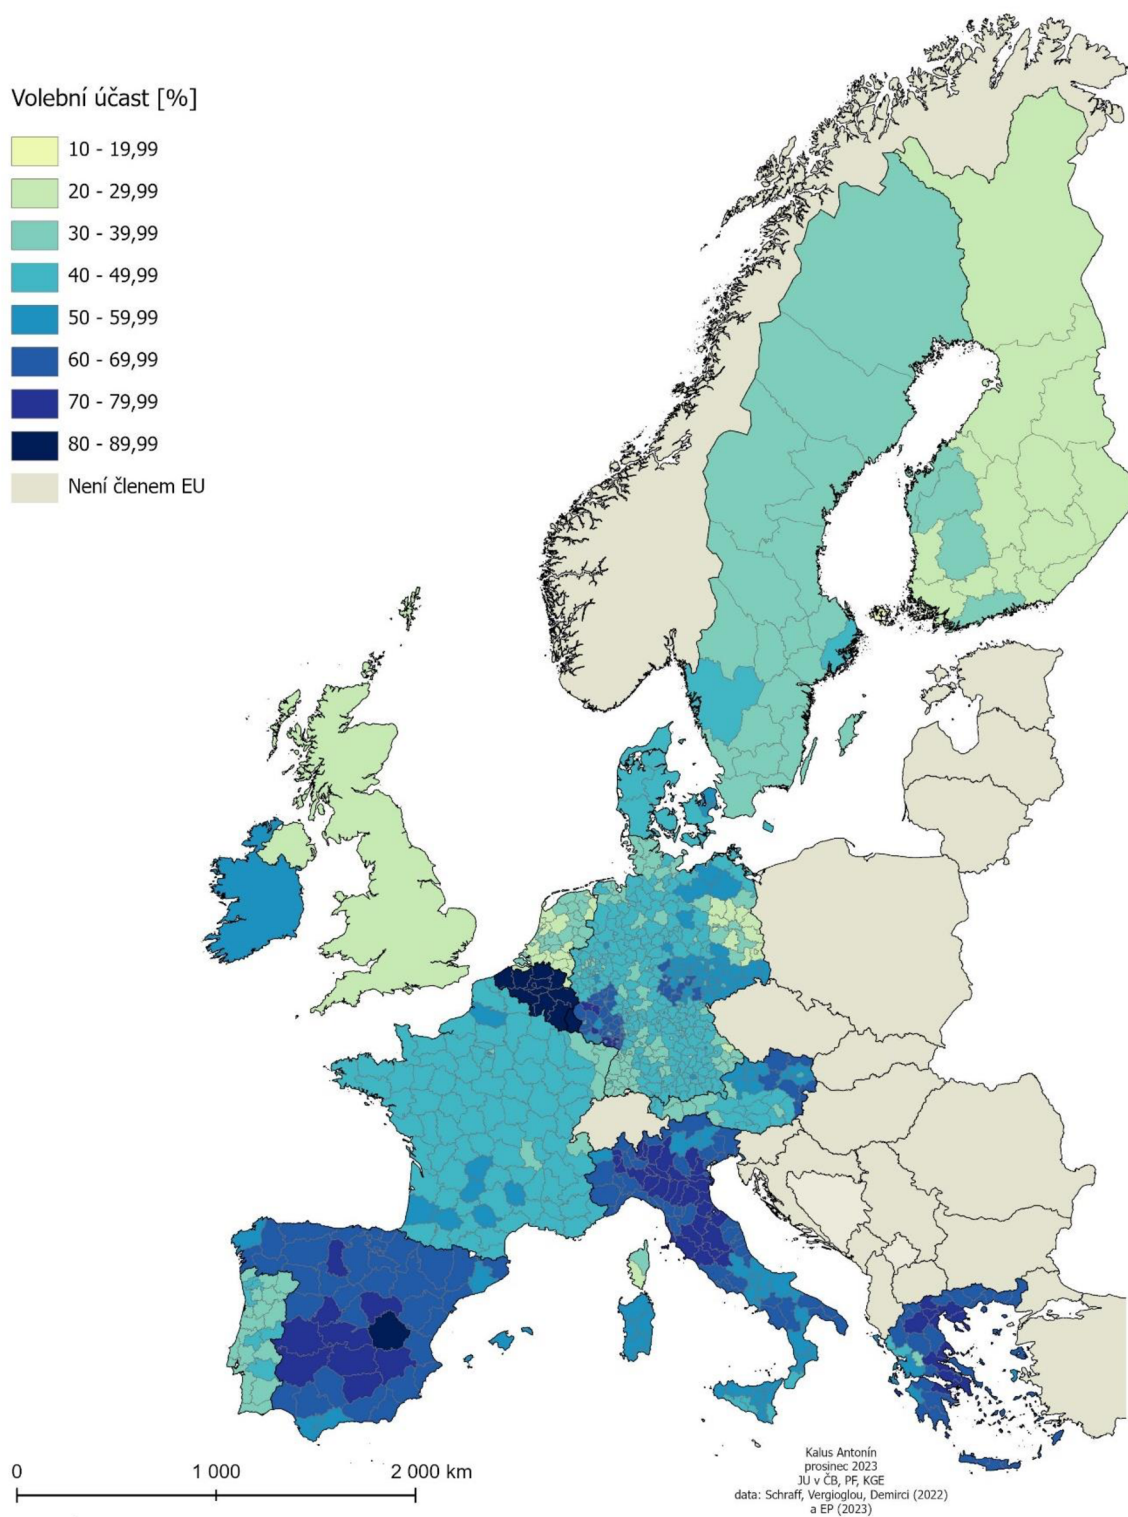 Volební účast [%]
10 - 19,99
20 - 29,99
30 - 39,99
40 - 49,99
50 - 59,99
60 - 69,99
70 - 79,99
80 - 89,99
Není členem EU
0 1 000 2 000 km
Kalus Antonín
prosinec 2023
JU v ČB, PF, KGE
data: Schraff, Vergioglou, Demirci (2022)
a EP (2023)